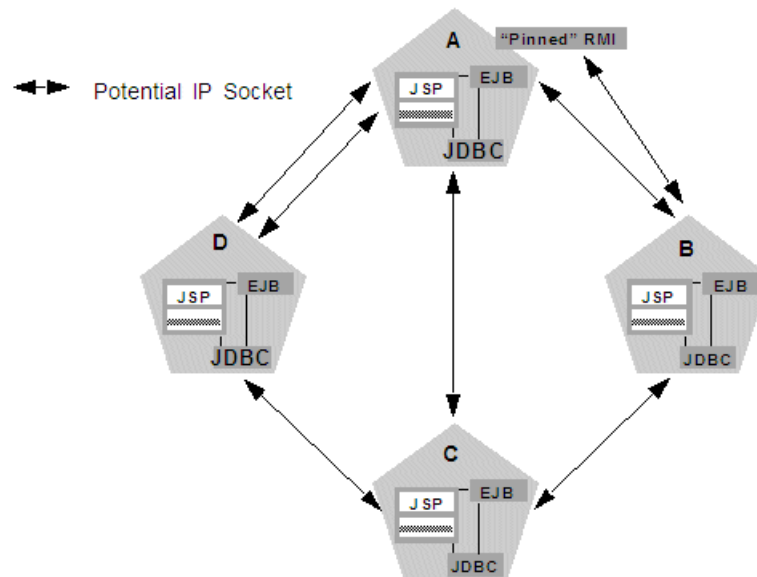 A
"Pinned" RMI
JSP
EJB
JDBC
Potential IP Socket
D
JSP
EJB
JDBC
B
JSP
EJB
JDBC
C
JSP
EJB
JDBC